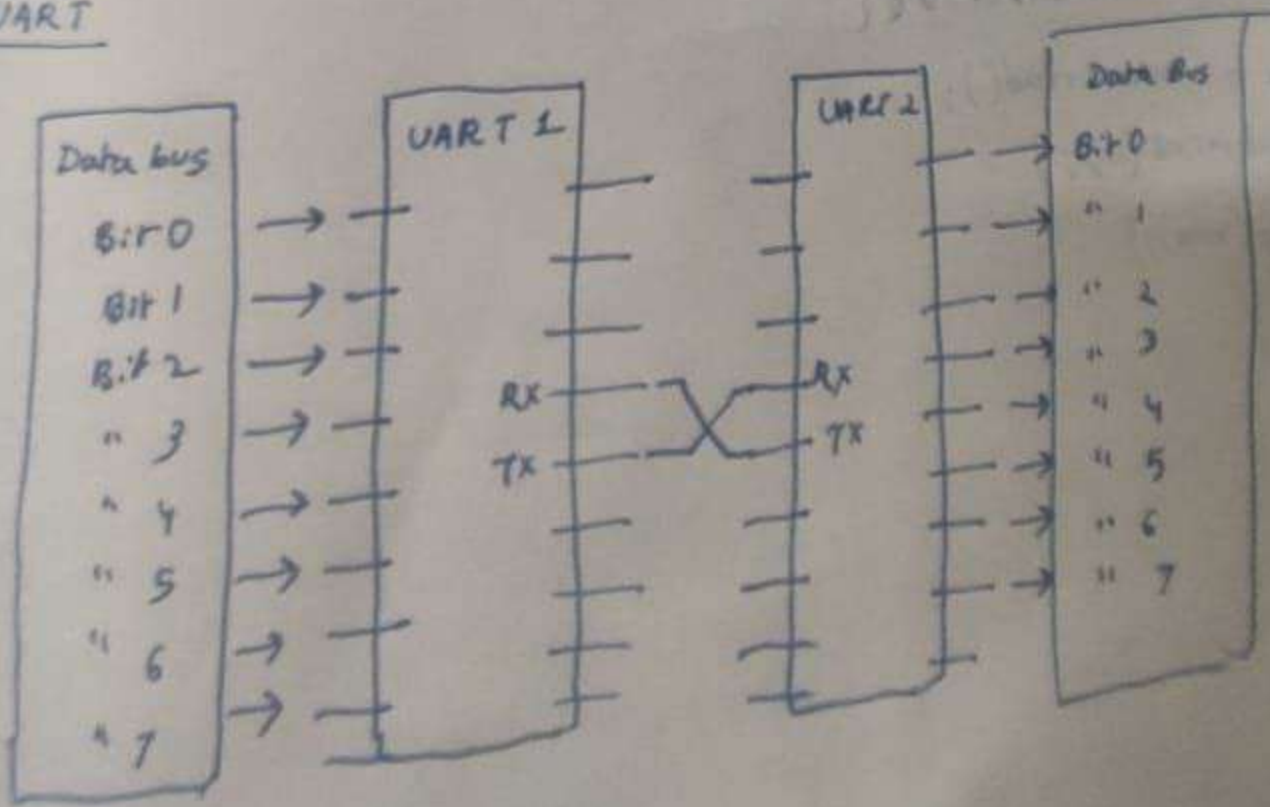 UART
Data bus
Bit 0
Bit 1
Bit 2
" 3
" 4
" 5
" 6
" 7
UART 1
RX
TX
UART 2
RX
TX
Data Bus
Bit 0
" 1
" 2
" 3
" 4
" 5
" 6
" 7